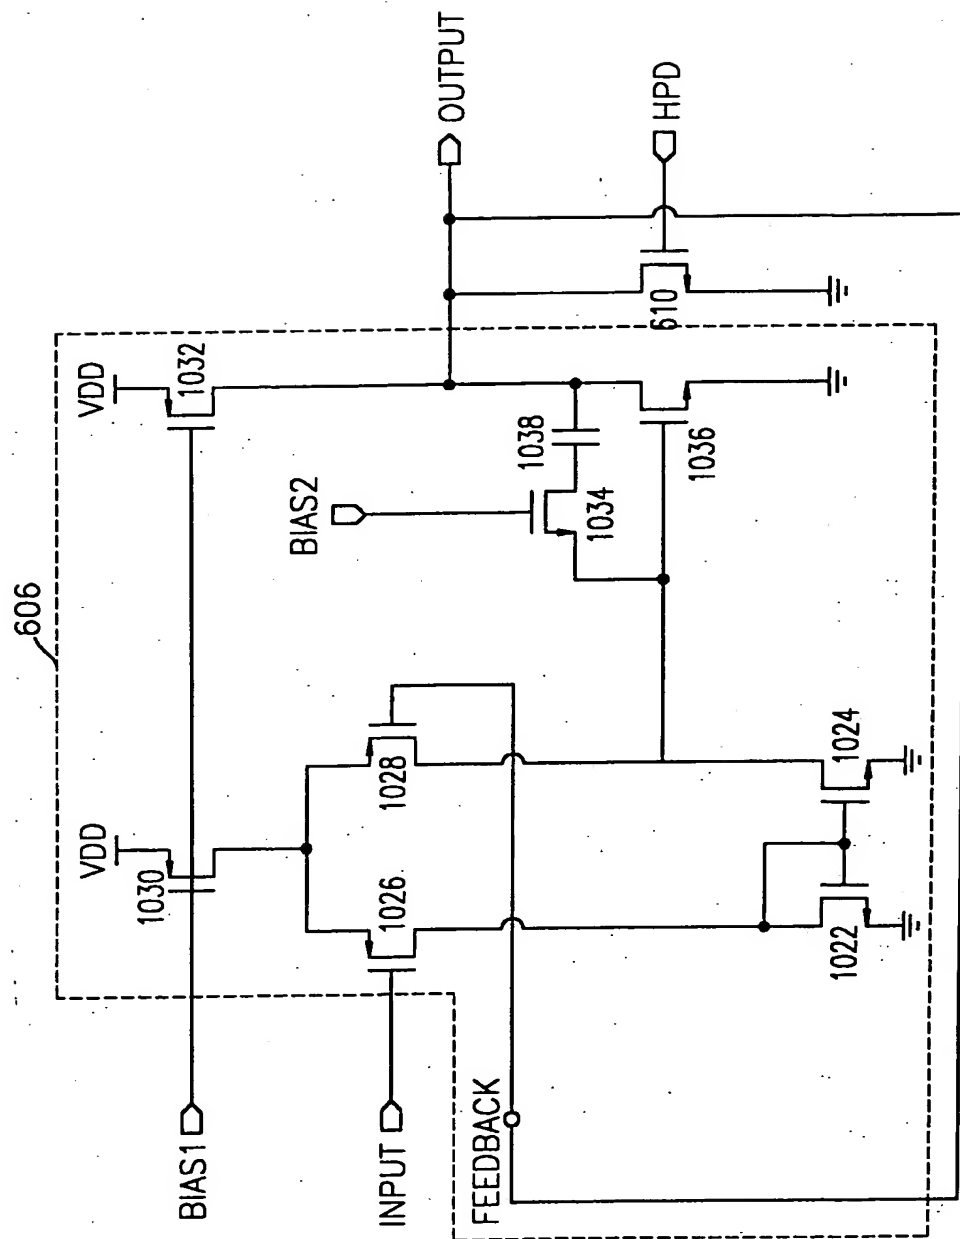 606
VDD
VDD
1032
1030
OUTPUT
BIAS1
BIAS2
1026
1028
INPUT
1038
1034
HPD
610
FEEDBACK
1036
1022
1024